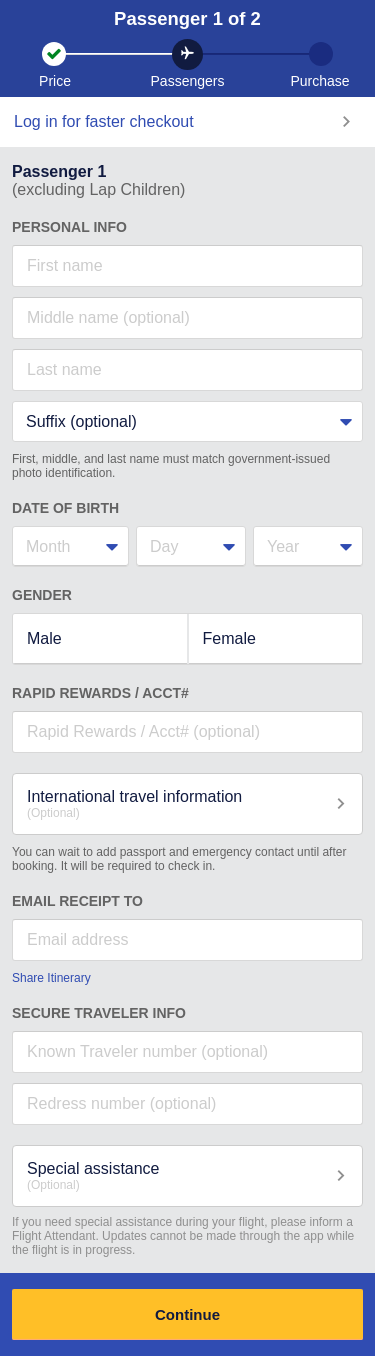 Passenger 1 of 2
Price
Passengers
Purchase
Log in for faster checkout
Passenger 1
(excluding Lap Children)
PERSONAL INFO
First name
Middle name (optional)
Last name
Suffix (optional)
First, middle, and last name must match government-issued
photo identification.
DATE OF BIRTH
Month
Day
Year
GENDER
Male
Female
RAPID REWARDS / ACCT#
Rapid Rewards / Acct# (optional)
International travel information
(Optional)
You can wait to add passport and emergency contact until after
booking. It will be required to check in.
EMAIL RECEIPT TO
Email address
Share Itinerary
SECURE TRAVELER INFO
Known Traveler number (optional)
Redress number (optional)
Special assistance
(Optional)
If you need special assistance during your flight, please inform a
Flight Attendant. Updates cannot be made through the app while
the flight is in progress.
Continue